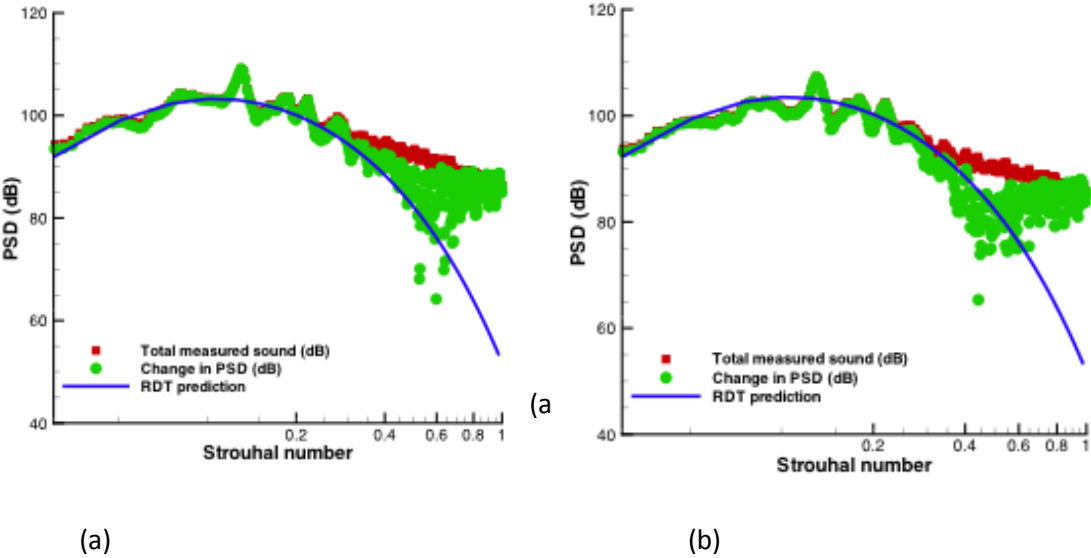 120
100
80
60
40
PSD (dB)
Total measured sound (dB)
Change in PSD (dB)
RDT prediction
0.2 0.4 0.6 0.8 1
Strouhal number
(a
120
100
80
60
40
PSD (dB)
Total measured sound (dB)
Change in PSD (dB)
RDT prediction
0.2 0.4 0.6 0.8 1
Strouhal number
(a) (b)